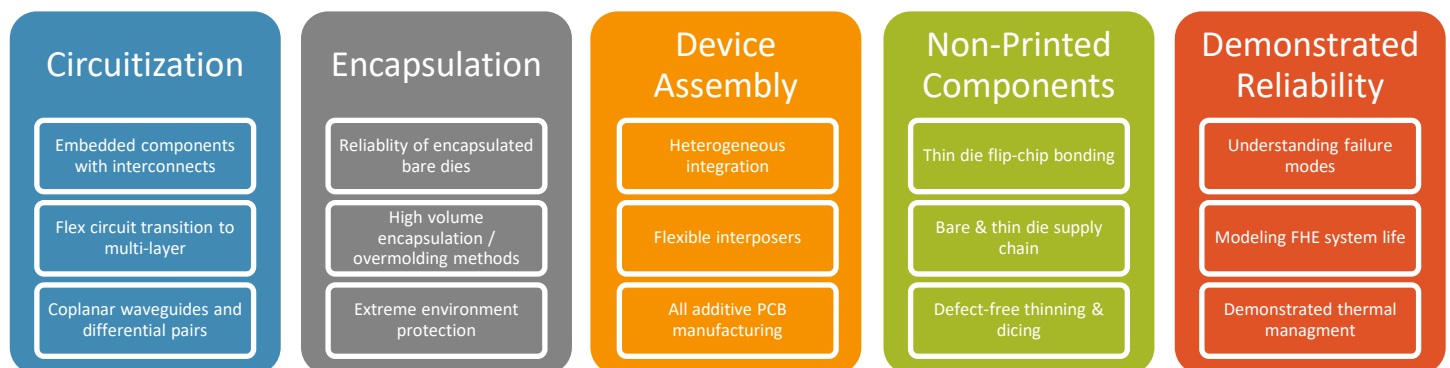 Circuitization
Embedded components
with interconnects
Flex circuit transition to
multi-layer
Coplanar waveguides and
differential pairs
Encapsulation
Reliablity of encapsulated
bare dies
High volume
encapsulation /
overmolding methods
Extreme environment
protection
Device
Assembly
Heterogeneous
integration
Flexible interposers
All additive PCB
manufacturing
Non-Printed
Components
Thin die flip-chip bonding
Bare & thin die supply
chain
Defect-free thinning &
dicing
Demonstrated
Reliability
Understanding failure
modes
Modeling FHE system life
Demonstrated thermal
managment